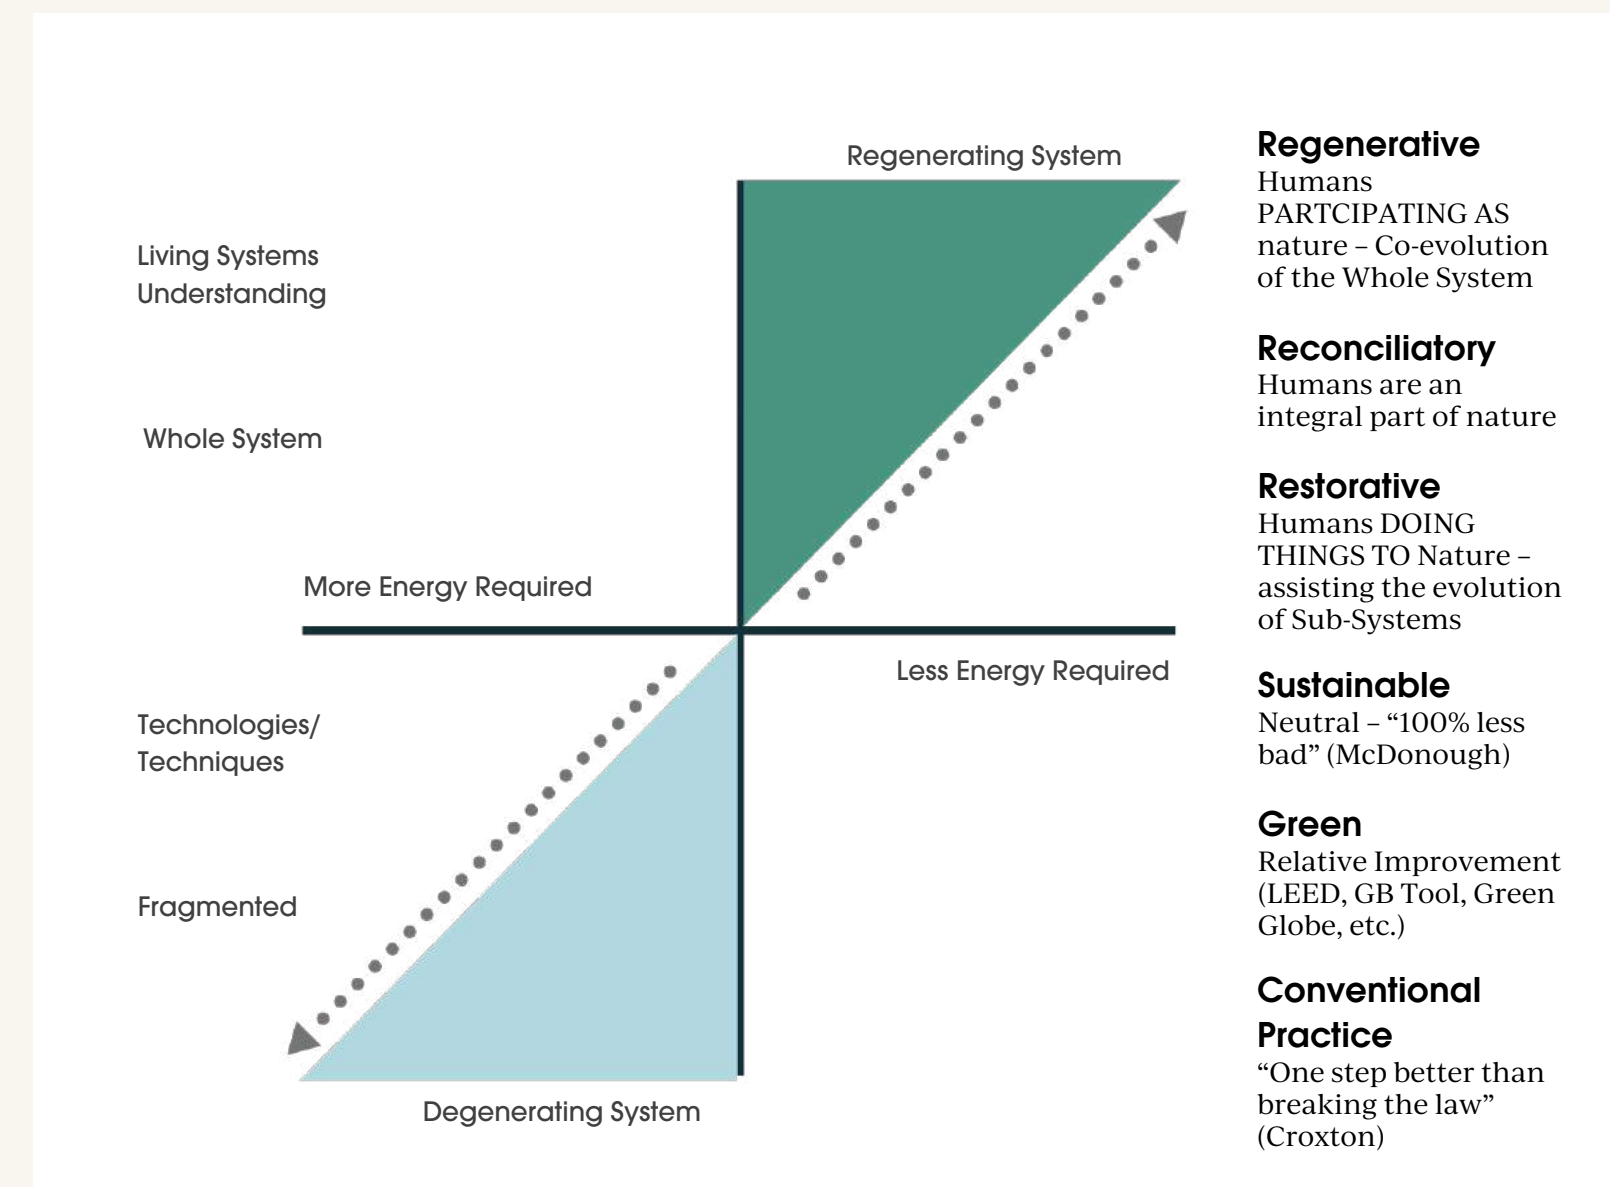 Regenerating System
Living Systems
Understanding
Whole System
More Energy Required
Less Energy Required
Technologies/
Techniques
Fragmented
Degenerating System
Regenerative
Humans
PARTCIPATING AS
nature – Co-evolution
of the Whole System
Reconciliatory
Humans are an
integral part of nature
Restorative
Humans DOING
THINGS TO Nature –
assisting the evolution
of Sub-Systems
Sustainable
Neutral – “100% less
bad” (McDonough)
Green
Relative Improvement
(LEED, GB Tool, Green
Globe, etc.)
Conventional
Practice
“One step better than
breaking the law”
(Croxton)